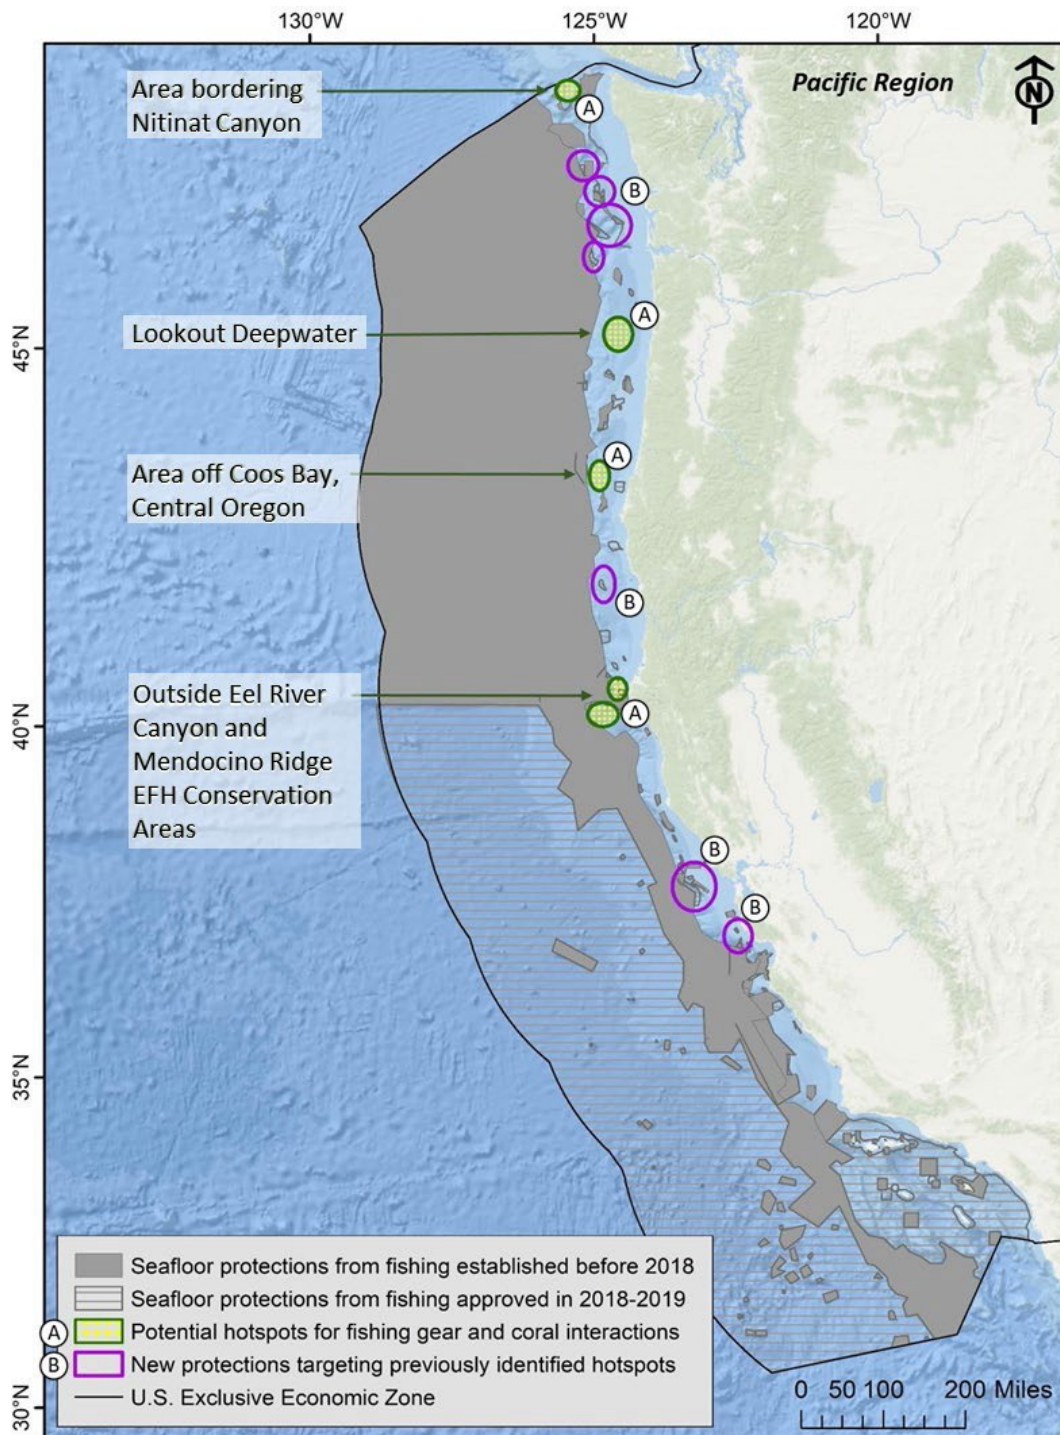 130°W
125°W
120°W
Pacific Region
N
Area bordering
Nitinat Canyon
A
B
45°N
Lookout Deepwater
A
Area off Coos Bay,
Central Oregon
A
B
40°N
Outside Eel River
Canyon and
Mendocino Ridge
EFH Conservation
Areas
A
B
B
35°N
Seafloor protections from fishing established before 2018
Seafloor protections from fishing approved in 2018-2019
A Potential hotspots for fishing gear and coral interactions
B New protections targeting previously identified hotspots
U.S. Exclusive Economic Zone
0 50 100 200 Miles
30°N